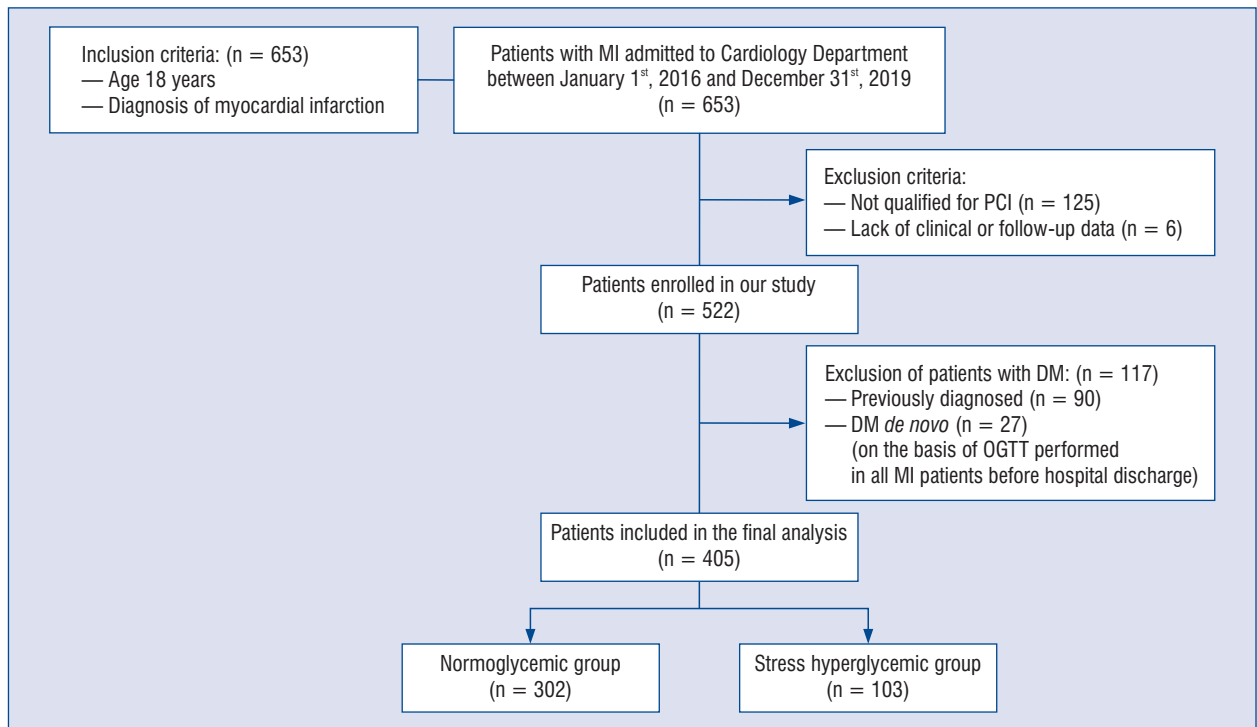 Inclusion criteria: (n = 653)
— Age 18 years
— Diagnosis of myocardial infarction
Patients with MI admitted to Cardiology Department
between January 1st, 2016 and December 31st, 2019
(n = 653)
Exclusion criteria:
— Not qualified for PCI (n = 125)
— Lack of clinical or follow-up data (n = 6)
Patients enrolled in our study
(n = 522)
Exclusion of patients with DM: (n = 117)
— Previously diagnosed (n = 90)
— DM de novo (n = 27)
(on the basis of OGTT performed
in all MI patients before hospital discharge)
Patients included in the final analysis
(n = 405)
Normoglycemic group
(n = 302)
Stress hyperglycemic group
(n = 103)